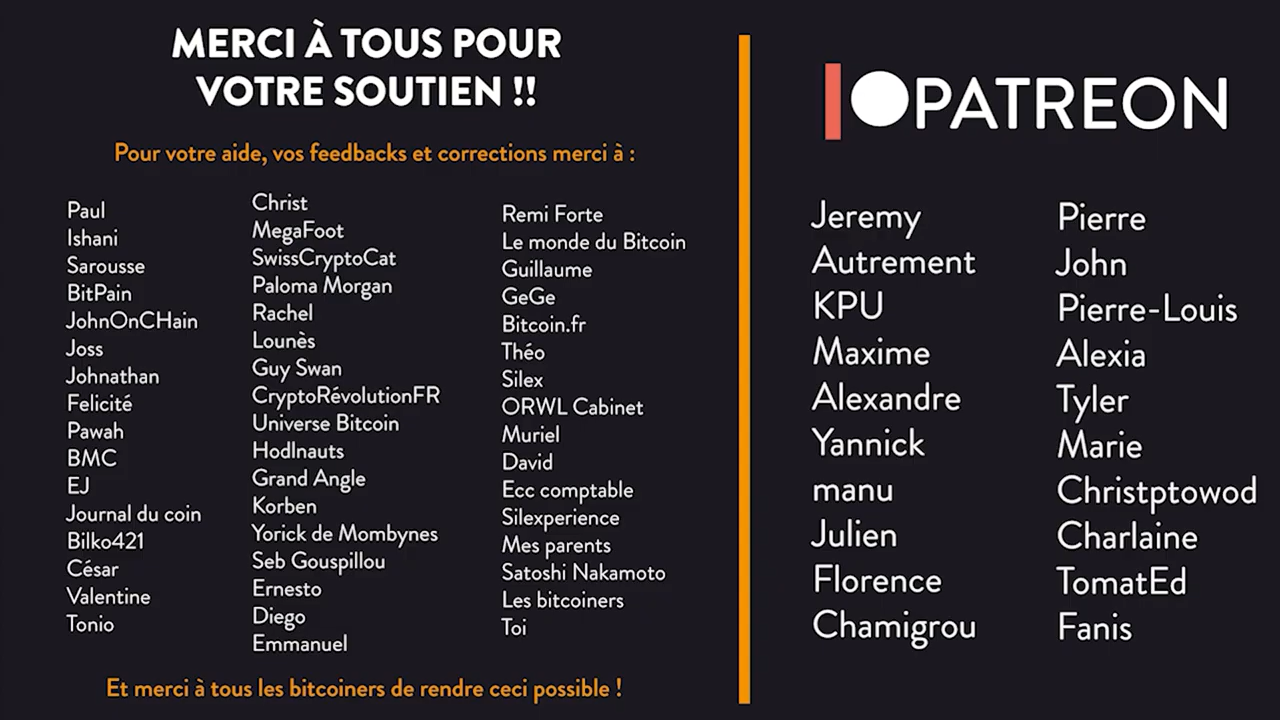 MERCI À TOUS POUR
VOTRE SOUTIEN !!
Pour votre aide, vos feedbacks et corrections merci à :
Paul
Ishani
Sarousse
BitPain
JohnOnCHain
Joss
Johnathan
Felicité
Pawah
BMC
EJ
Journal du coin
Bilko421
César
Valentine
Tonio
Christ
MegaFoot
SwissCryptoCat
Paloma Morgan
Rachel
Lounès
Guy Swan
CryptoRévolutionFR
Universe Bitcoin
Hodlnauts
Grand Angle
Korben
Yorick de Mombynes
Seb Gouspillou
Ernesto
Diego
Emmanuel
Remi Forte
Le monde du Bitcoin
Guillaume
GeGe
Bitcoin.fr
Théo
Silex
ORWL Cabinet
Muriel
David
Ecc comptable
Silexperience
Mes parents
Satoshi Nakamoto
Les bitcoiners
Toi
Et merci à tous les bitcoiners de rendre ceci possible !
PATREON
Jeremy
Autrement
KPU
Maxime
Alexandre
Yannick
manu
Julien
Florence
Chamigrou
Pierre
John
Pierre-Louis
Alexia
Tyler
Marie
Christptowod
Charlaine
TomatEd
Fanis